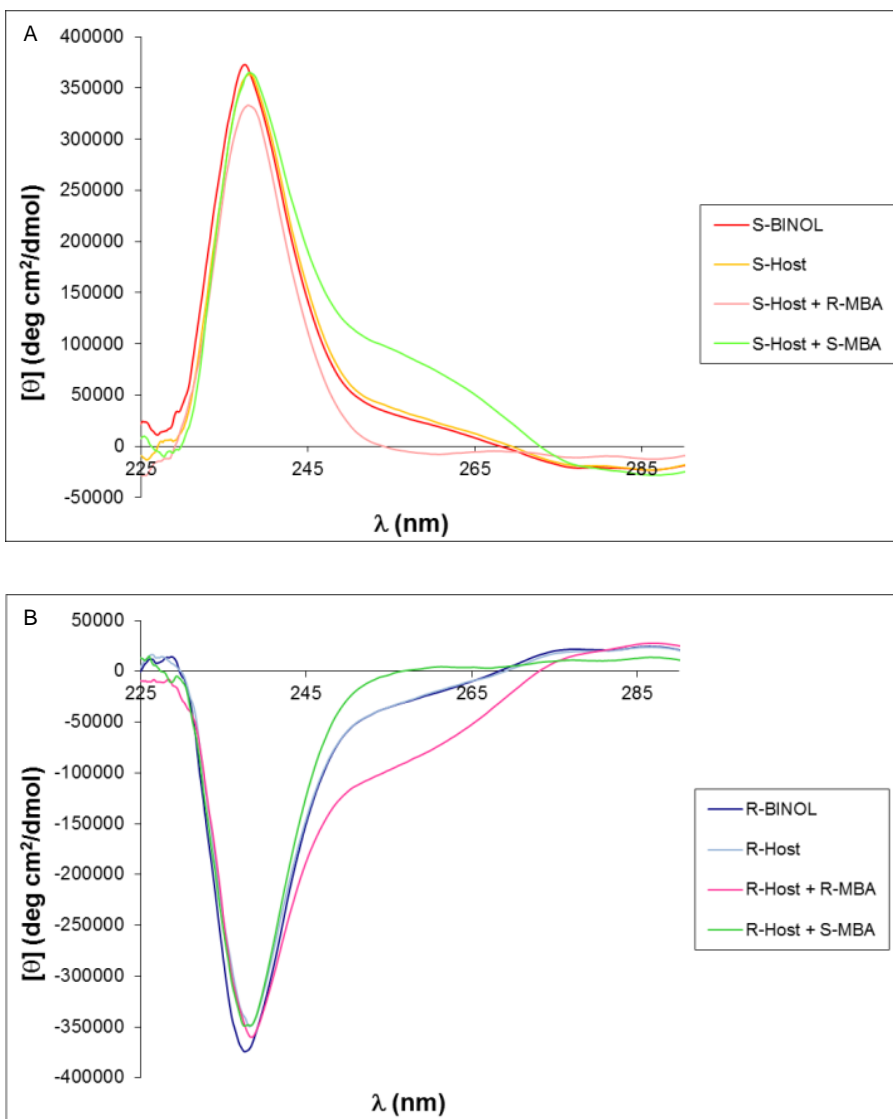 A
400000
350000
300000
250000
200000
150000
100000
50000
0
-50000
225
245
265
285
[θ] (deg cm²/dmol)
λ (nm)
S-BINOL
S-Host
S-Host + R-MBA
S-Host + S-MBA
B
50000
0
-50000
-100000
-150000
-200000
-250000
-300000
-350000
-400000
225
245
265
285
[θ] (deg cm²/dmol)
λ (nm)
R-BINOL
R-Host
R-Host + R-MBA
R-Host + S-MBA